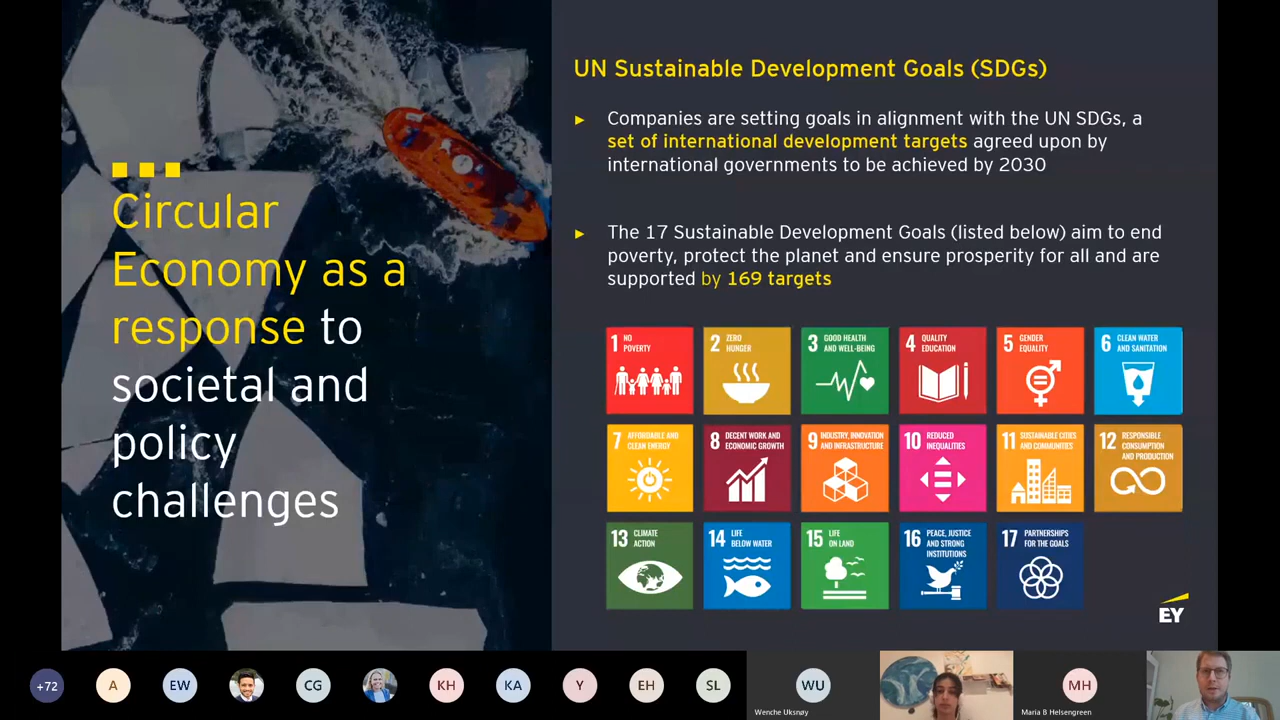 Circular
Economy as a
response to
societal and
policy
challenges
UN Sustainable Development Goals (SDGs)
► Companies are setting goals in alignment with the UN SDGs, a
set of international development targets agreed upon by
international governments to be achieved by 2030
► The 17 Sustainable Development Goals (listed below) aim to end
poverty, protect the planet and ensure prosperity for all and are
supported by 169 targets
1 NO
POVERTY
2 ZERO
HUNGER
3 GOOD HEALTH
AND WELL-BEING
4 QUALITY
EDUCATION
5 GENDER
EQUALITY
6 CLEAN WATER
AND SANITATION
7 AFFORDABLE AND
CLEAN ENERGY
8 DECENT WORK AND
ECONOMIC GROWTH
9 INDUSTRY, INNOVATION
AND INFRASTRUCTURE
10 REDUCED
INEQUALITIES
11 SUSTAINABLE CITIES
AND COMMUNITIES
12 RESPONSIBLE
CONSUMPTION
AND PRODUCTION
13 CLIMATE
ACTION
14 LIFE
BELOW WATER
15 LIFE
ON LAND
16 PEACE, JUSTICE
AND STRONG
INSTITUTIONS
17 PARTNERSHIPS
FOR THE GOALS
EY
+72
A
EW
CG
KH
KA
Y
EH
SL
WU
Wenche Uksnøy
MH
Maria B Helsengreen